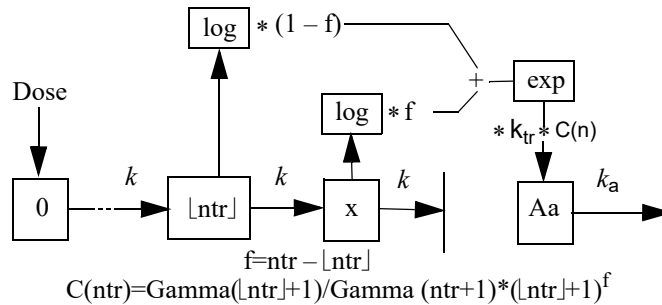 log * (1 – f)
+ exp
Dose
log * f
* k_tr * C(n)
k k k k_a
0 ⌊ntr⌋ x Aa
f=ntr – ⌊ntr⌋
C(ntr)=Gamma(⌊ntr⌋+1)/Gamma (ntr+1)*(⌊ntr⌋+1)^f